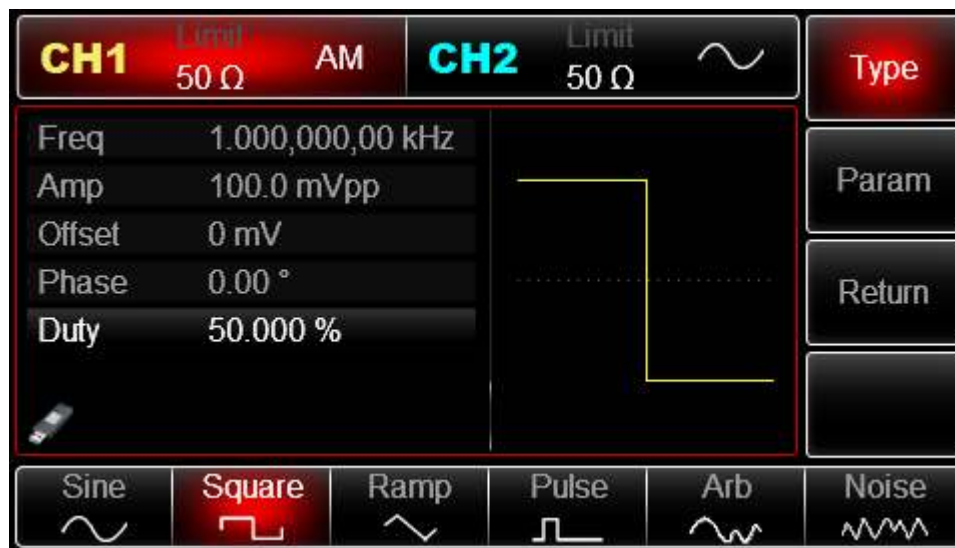 CH1 Limit 50 Ω AM
CH2 Limit 50 Ω
Type
Freq 1.000,000,00 kHz
Amp 100.0 mVpp
Offset 0 mV
Phase 0.00 °
Duty 50.000 %
Param
Return
Sine Square Ramp Pulse Arb Noise